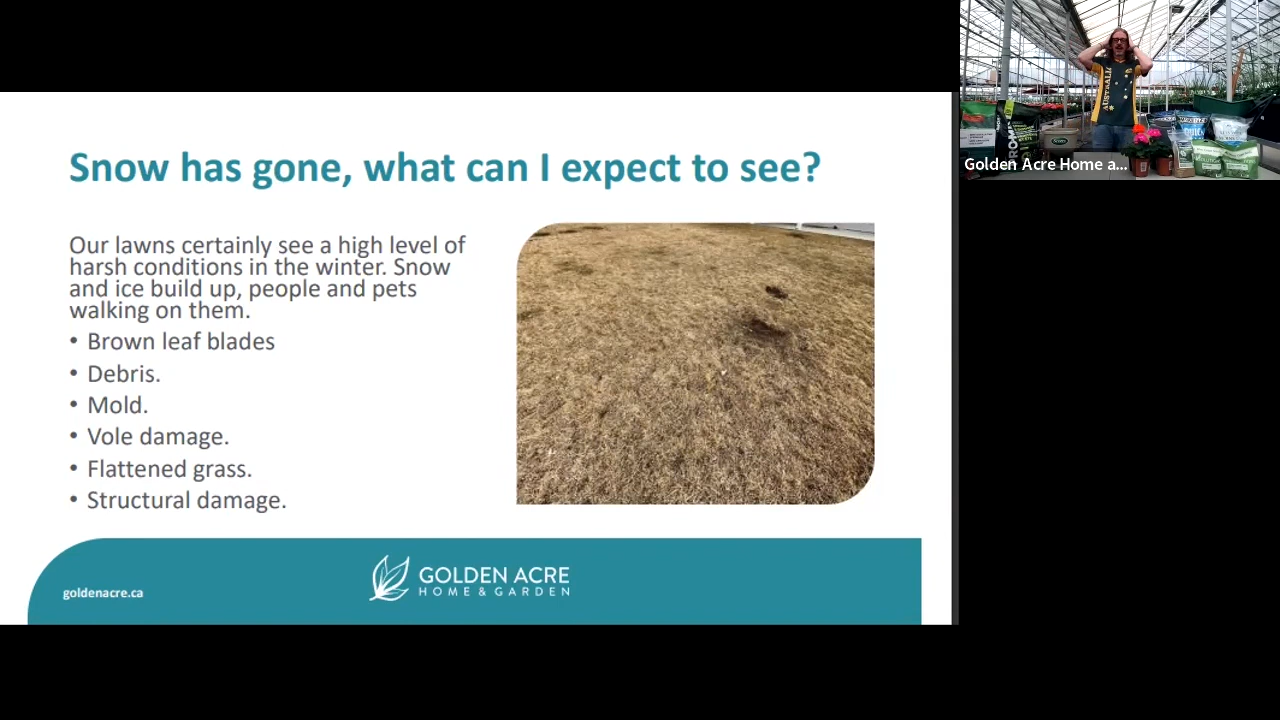 Snow has gone, what can I expect to see?
Our lawns certainly see a high level of
harsh conditions in the winter. Snow
and ice build up, people and pets
walking on them.
• Brown leaf blades
• Debris.
• Mold.
• Vole damage.
• Flattened grass.
• Structural damage.
goldenacre.ca
GOLDEN ACRE
HOME & GARDEN
AUSTRALIA
Scotts
Golden Acre Home a...